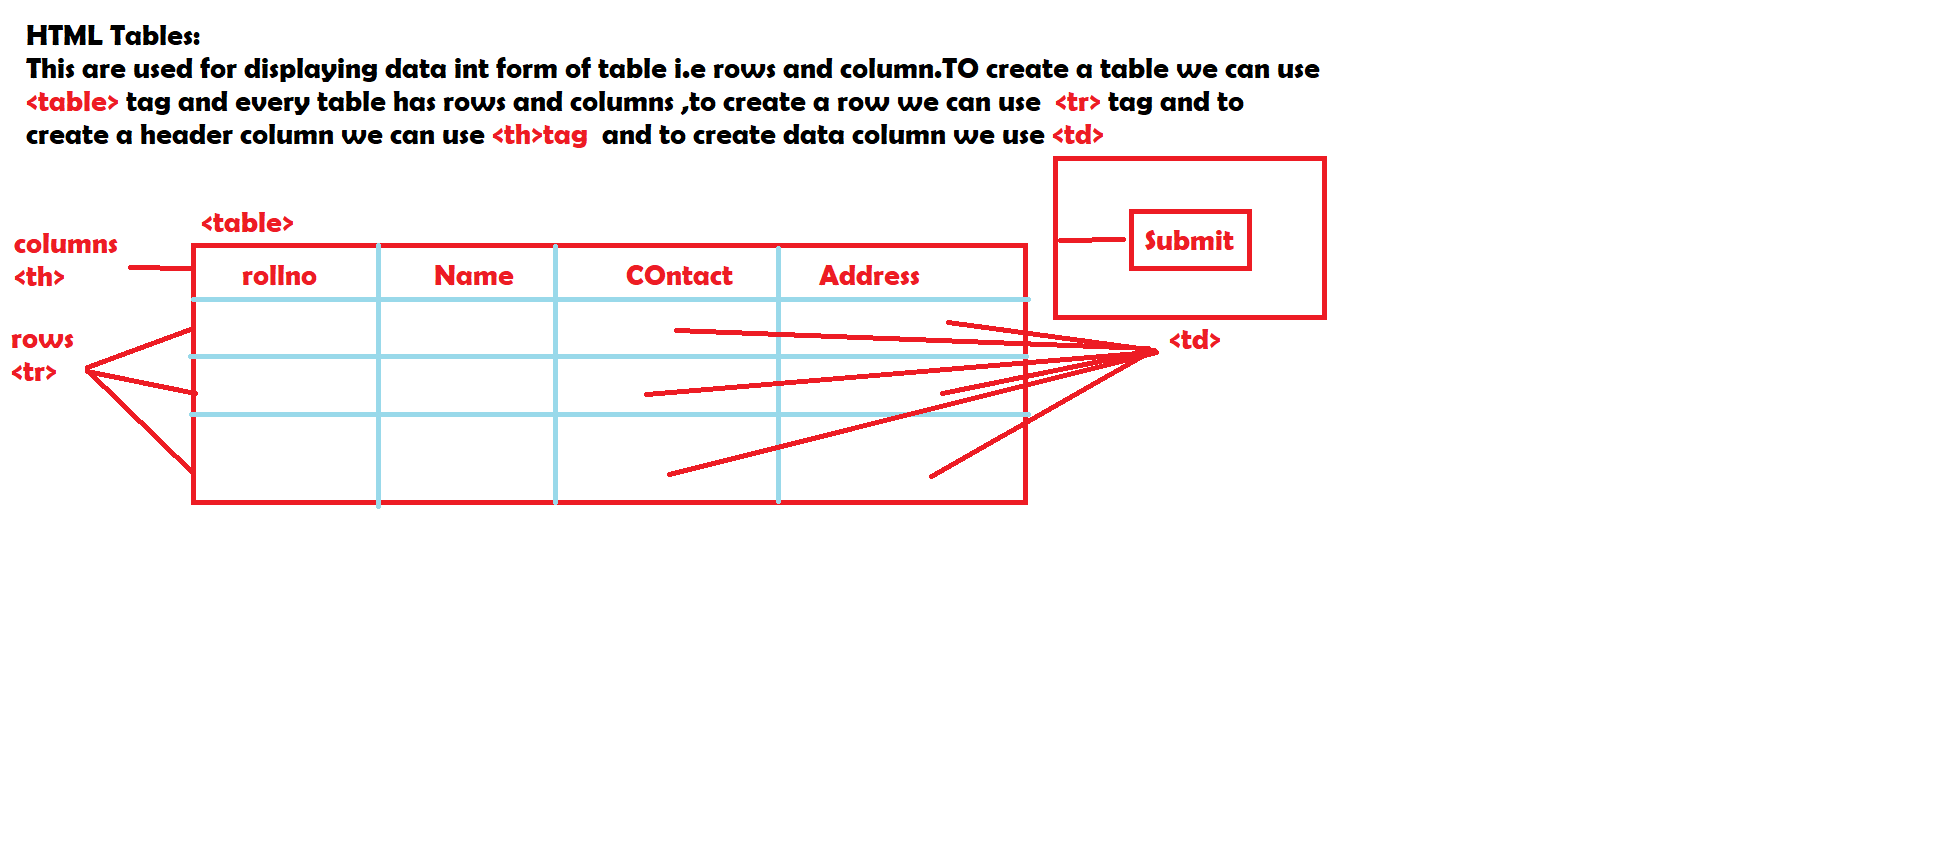 HTML Tables:
This are used for displaying data int form of table i.e rows and column.TO create a table we can use
<table> tag and every table has rows and columns ,to create a row we can use <tr> tag and to
create a header column we can use <th>tag and to create data column we use <td>
Submit
<table>
columns
<th>
rollno Name COntact Address
rows
<tr>
<td>